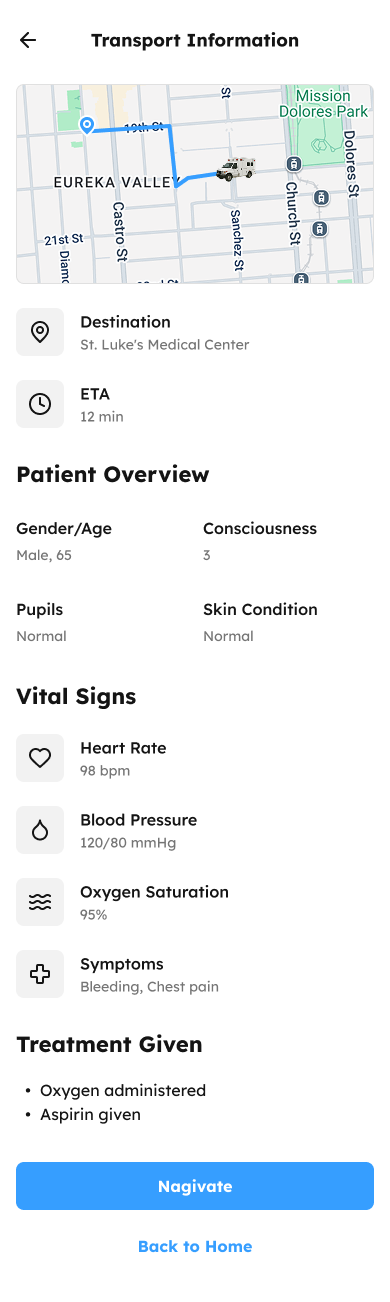 Transport Information
St
Mission
Dolores Park
19th St
Dolores St
EUREKA VALLEY
Castro St
Church St
Sanchez St
21st St
Diamo
Destination
St. Luke's Medical Center
ETA
12 min
Patient Overview
Gender/Age
Consciousness
Male, 65
3
Pupils
Skin Condition
Normal
Normal
Vital Signs
Heart Rate
98 bpm
Blood Pressure
120/80 mmHg
Oxygen Saturation
95%
Symptoms
Bleeding, Chest pain
Treatment Given
• Oxygen administered
• Aspirin given
Nagivate
Back to Home